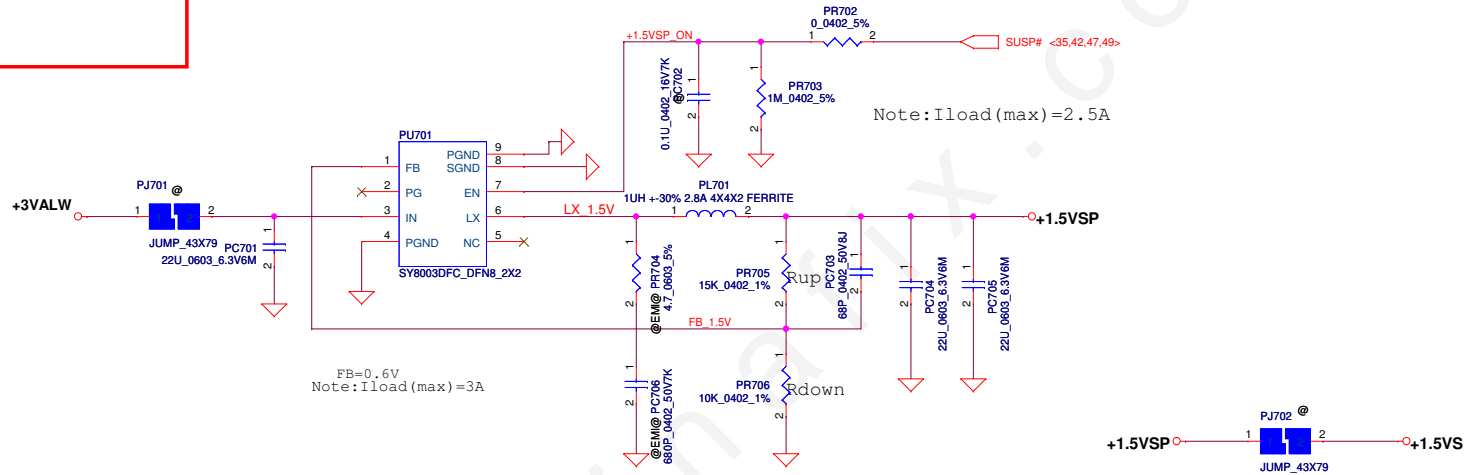 PR702
0_0402_5%
1
2
+1.5VSP_ON
SUSP# <35,42,47,49>
0.1U_0402_16V7K
@PC702
1
2
PR703
1M_0402_5%
1
2
Note:Iload(max)=2.5A
PU701
1 FB
2 PG
3 IN
4 PGND
PGND 9
SGND 8
EN 7
LX 6
NC 5
SY8003DFC_DFN8_2X2
+3VALW
PJ701 @
1 1 2 2
JUMP_43X79
PC701
22U_0603_6.3V6M
1
2
LX_1.5V
PL701
1UH +-30% 2.8A 4X4X2 FERRITE
1
2
+1.5VSP
@EMI@ PR704
4.7_0603_5%
1
2
PR705
15K_0402_1%
1
2
Rup
PC703
68P_0402_50V8J
1
2
PC704
22U_0603_6.3V6M
1
2
PC705
22U_0603_6.3V6M
1
2
FB_1.5V
FB=0.6V
Note:Iload(max)=3A
@EMI@ PC706
680P_0402_50V7K
1
2
PR706
10K_0402_1%
1
2
Rdown
+1.5VSP
PJ702 @
1 1 2 2
JUMP_43X79
+1.5VS